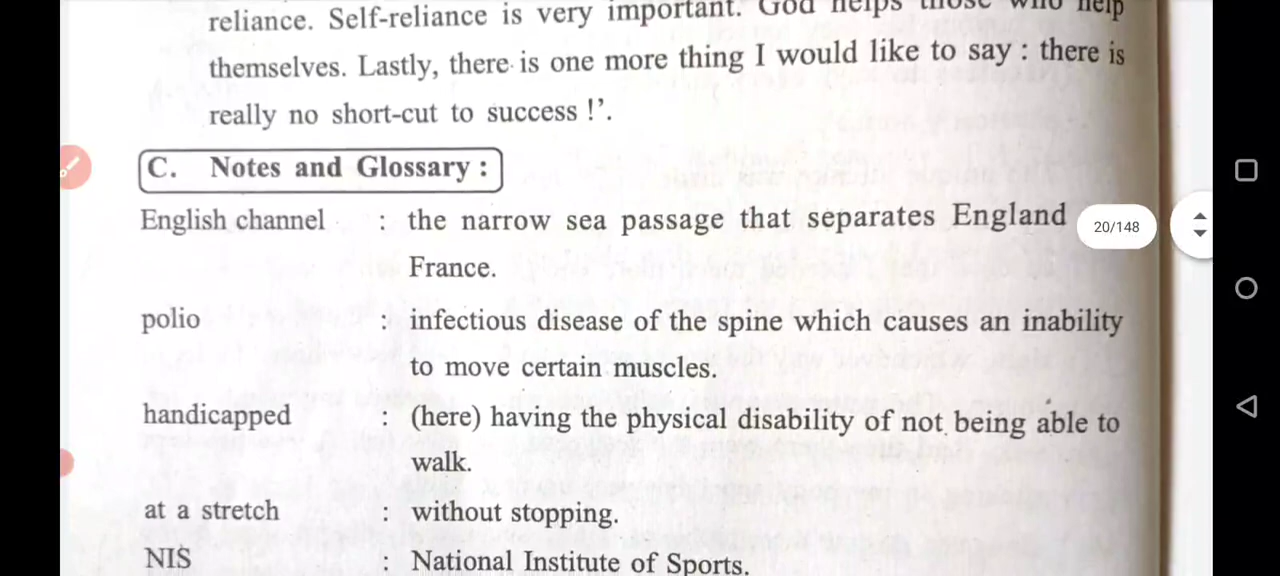 reliance. Self-reliance is very important. God helps those who help
themselves. Lastly, there is one more thing I would like to say : there is
really no short-cut to success !’.
C. Notes and Glossary :
English channel : the narrow sea passage that separates England
20/148
France.
polio : infectious disease of the spine which causes an inability
to move certain muscles.
handicapped : (here) having the physical disability of not being able to
walk.
at a stretch : without stopping.
NIS : National Institute of Sports.